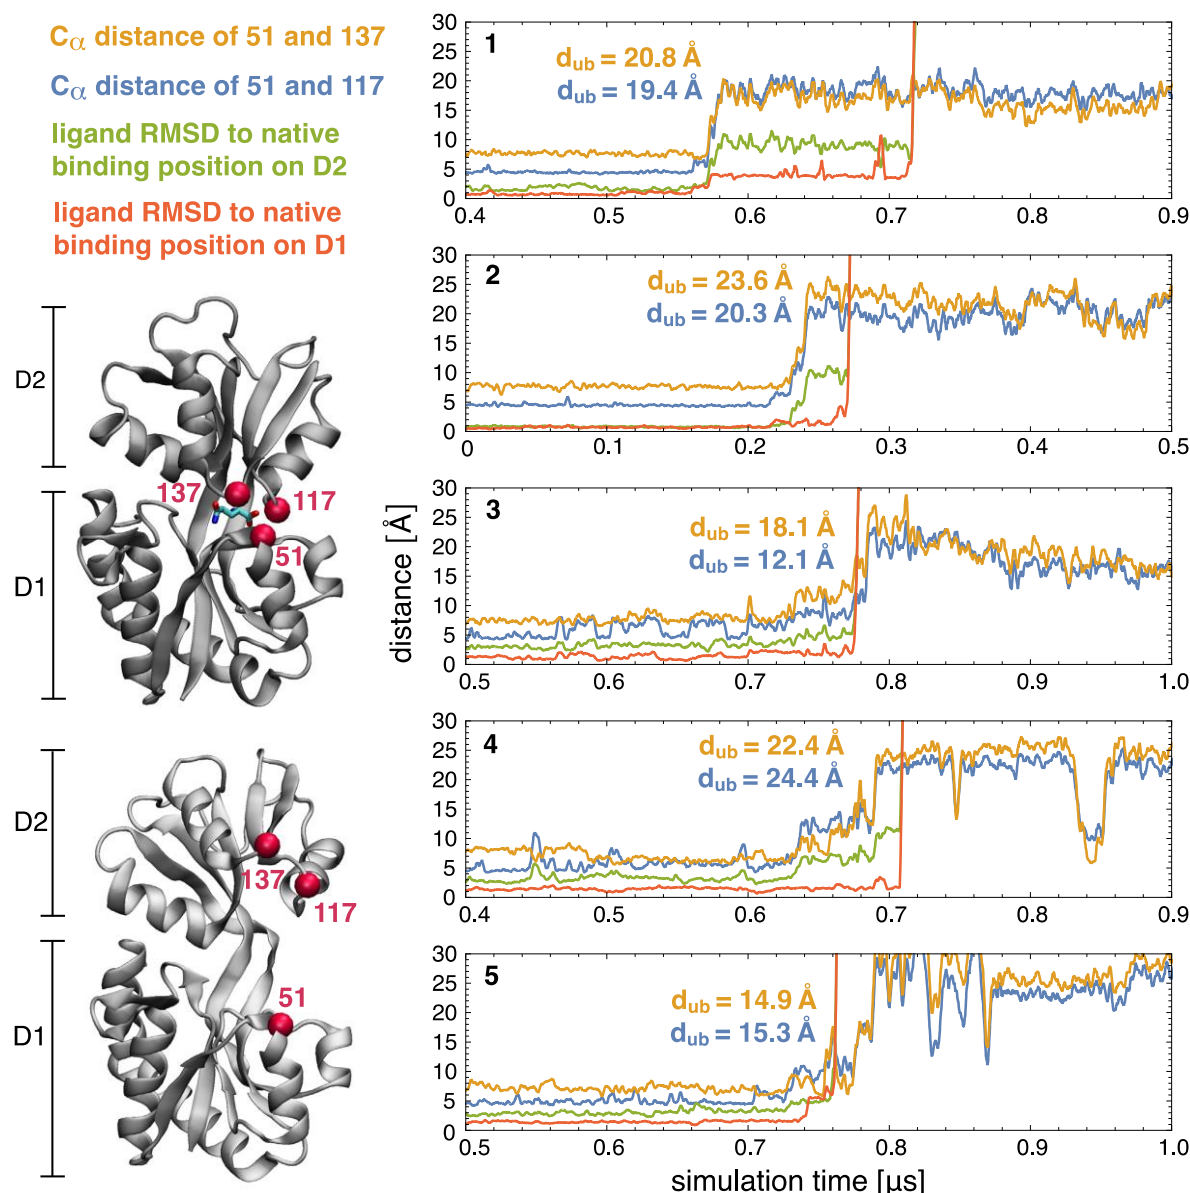 Cα distance of 51 and 137
Cα distance of 51 and 117
ligand RMSD to native
binding position on D2
ligand RMSD to native
binding position on D1
D2
D1
137
117
51
D2
D1
137
117
51
distance [Å]
1
dub = 20.8 Å
dub = 19.4 Å
30
25
20
15
10
5
0
0.4 0.5 0.6 0.7 0.8 0.9
2
dub = 23.6 Å
dub = 20.3 Å
30
25
20
15
10
5
0
0 0.1 0.2 0.3 0.4 0.5
3
dub = 18.1 Å
dub = 12.1 Å
30
25
20
15
10
5
0
0.5 0.6 0.7 0.8 0.9 1.0
4
dub = 22.4 Å
dub = 24.4 Å
30
25
20
15
10
5
0
0.4 0.5 0.6 0.7 0.8 0.9
5
dub = 14.9 Å
dub = 15.3 Å
30
25
20
15
10
5
0
0.5 0.6 0.7 0.8 0.9 1.0
simulation time [μs]